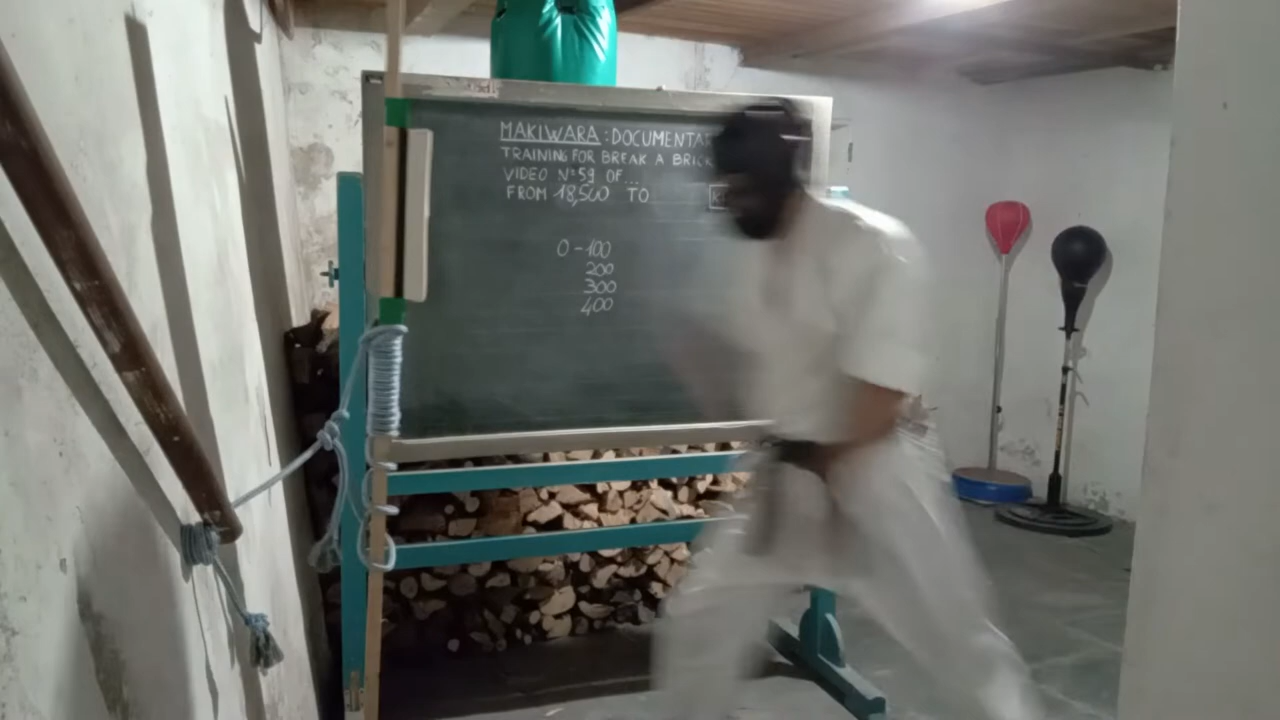 MAKIWARA : DOCUMENTA
TRAINING FOR BREAK A BRICK
VIDEO N°59 OF...
FROM 18,500 TO
0-100
200
300
400